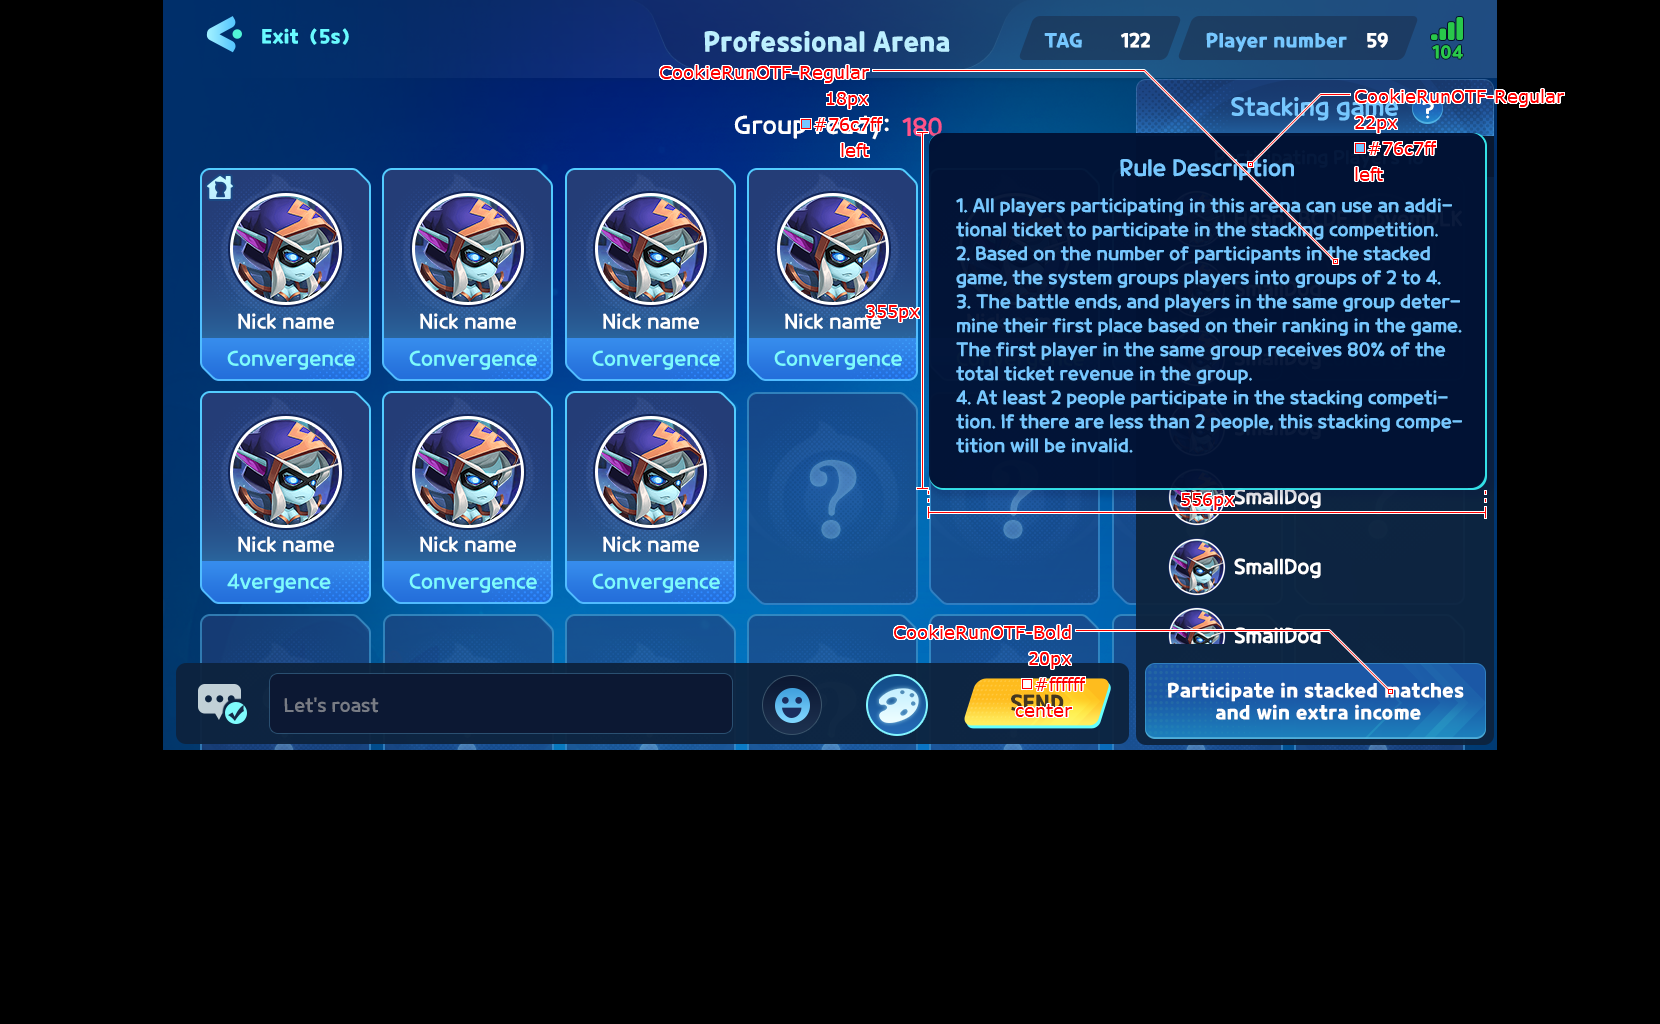 Exit (5s)
Professional Arena
TAG 122
Player number 59
104
CookieRunOTF-Regular
18px
#76c7ff
left
CookieRunOTF-Regular
22px
#76c7ff
left
Stacking game ?
Group 180
Rule Description
1. All players participating in this arena can use an addi-
tional ticket to participate in the stacking competition.
2. Based on the number of participants in the stacked
game, the system groups players into groups of 2 to 4.
3. The battle ends, and players in the same group deter-
mine their first place based on their ranking in the game.
The first player in the same group receives 80% of the
total ticket revenue in the group.
4. At least 2 people participate in the stacking competi-
tion. If there are less than 2 people, this stacking compe-
tition will be invalid.
355px
556px
Nick name
Nick name
Nick name
Nick name
Convergence
Convergence
Convergence
Convergence
Nick name
Nick name
Nick name
4vergence
Convergence
Convergence
?
?
SmallDog
SmallDog
SmallDog
CookieRunOTF-Bold
20px
#ffffff
center
Let's roast
SEND
Participate in stacked matches
and win extra income